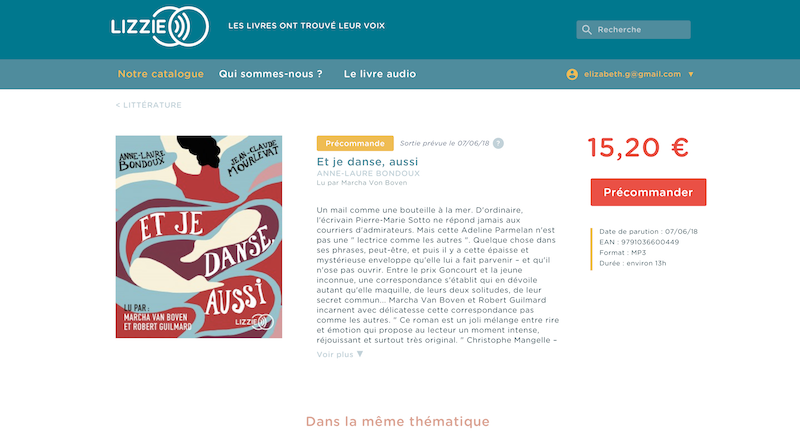 LIZZIE
LES LIVRES ONT TROUVÉ LEUR VOIX
Recherche
Notre catalogue
Qui sommes-nous ?
Le livre audio
elizabeth.g@gmail.com ▼
< LITTÉRATURE
ANNE-LAURE
BONDOUX
JEAN-CLAUDE
MOURLEVAT
ET JE
DANSE,
AUSSI
LU PAR :
MARCHA VAN BOVEN
ET ROBERT GUILMARD
LIZZIE
Précommande
Sortie prévue le 07/06/18 ?
Et je danse, aussi
ANNE-LAURE BONDOUX
Lu par Marcha Von Boven
Un mail comme une bouteille à la mer. D'ordinaire,
l'écrivain Pierre-Marie Sotto ne répond jamais aux
courriers d'admirateurs. Mais cette Adeline Parmelan n'est
pas une " lectrice comme les autres ". Quelque chose dans
ses phrases, peut-être, et puis il y a cette épaisse et
mystérieuse enveloppe qu'elle lui a fait parvenir – et qu'il
n'ose pas ouvrir. Entre le prix Goncourt et la jeune
inconnue, une correspondance s'établit qui en dévoile
autant qu'elle maquille, de leurs deux solitudes, de leur
secret commun... Marcha Van Boven et Robert Guilmard
incarnent avec délicatesse cette correspondance pas
comme les autres. " Ce roman est un joli mélange entre rire
et émotion qui propose au lecteur un moment intense,
réjouissant et surtout très original. " Christophe Mangelle –
Voir plus ▼
15,20 €
Précommander
Date de parution : 07/06/18
EAN : 9791036600449
Format : MP3
Durée : environ 13h
Dans la même thématique